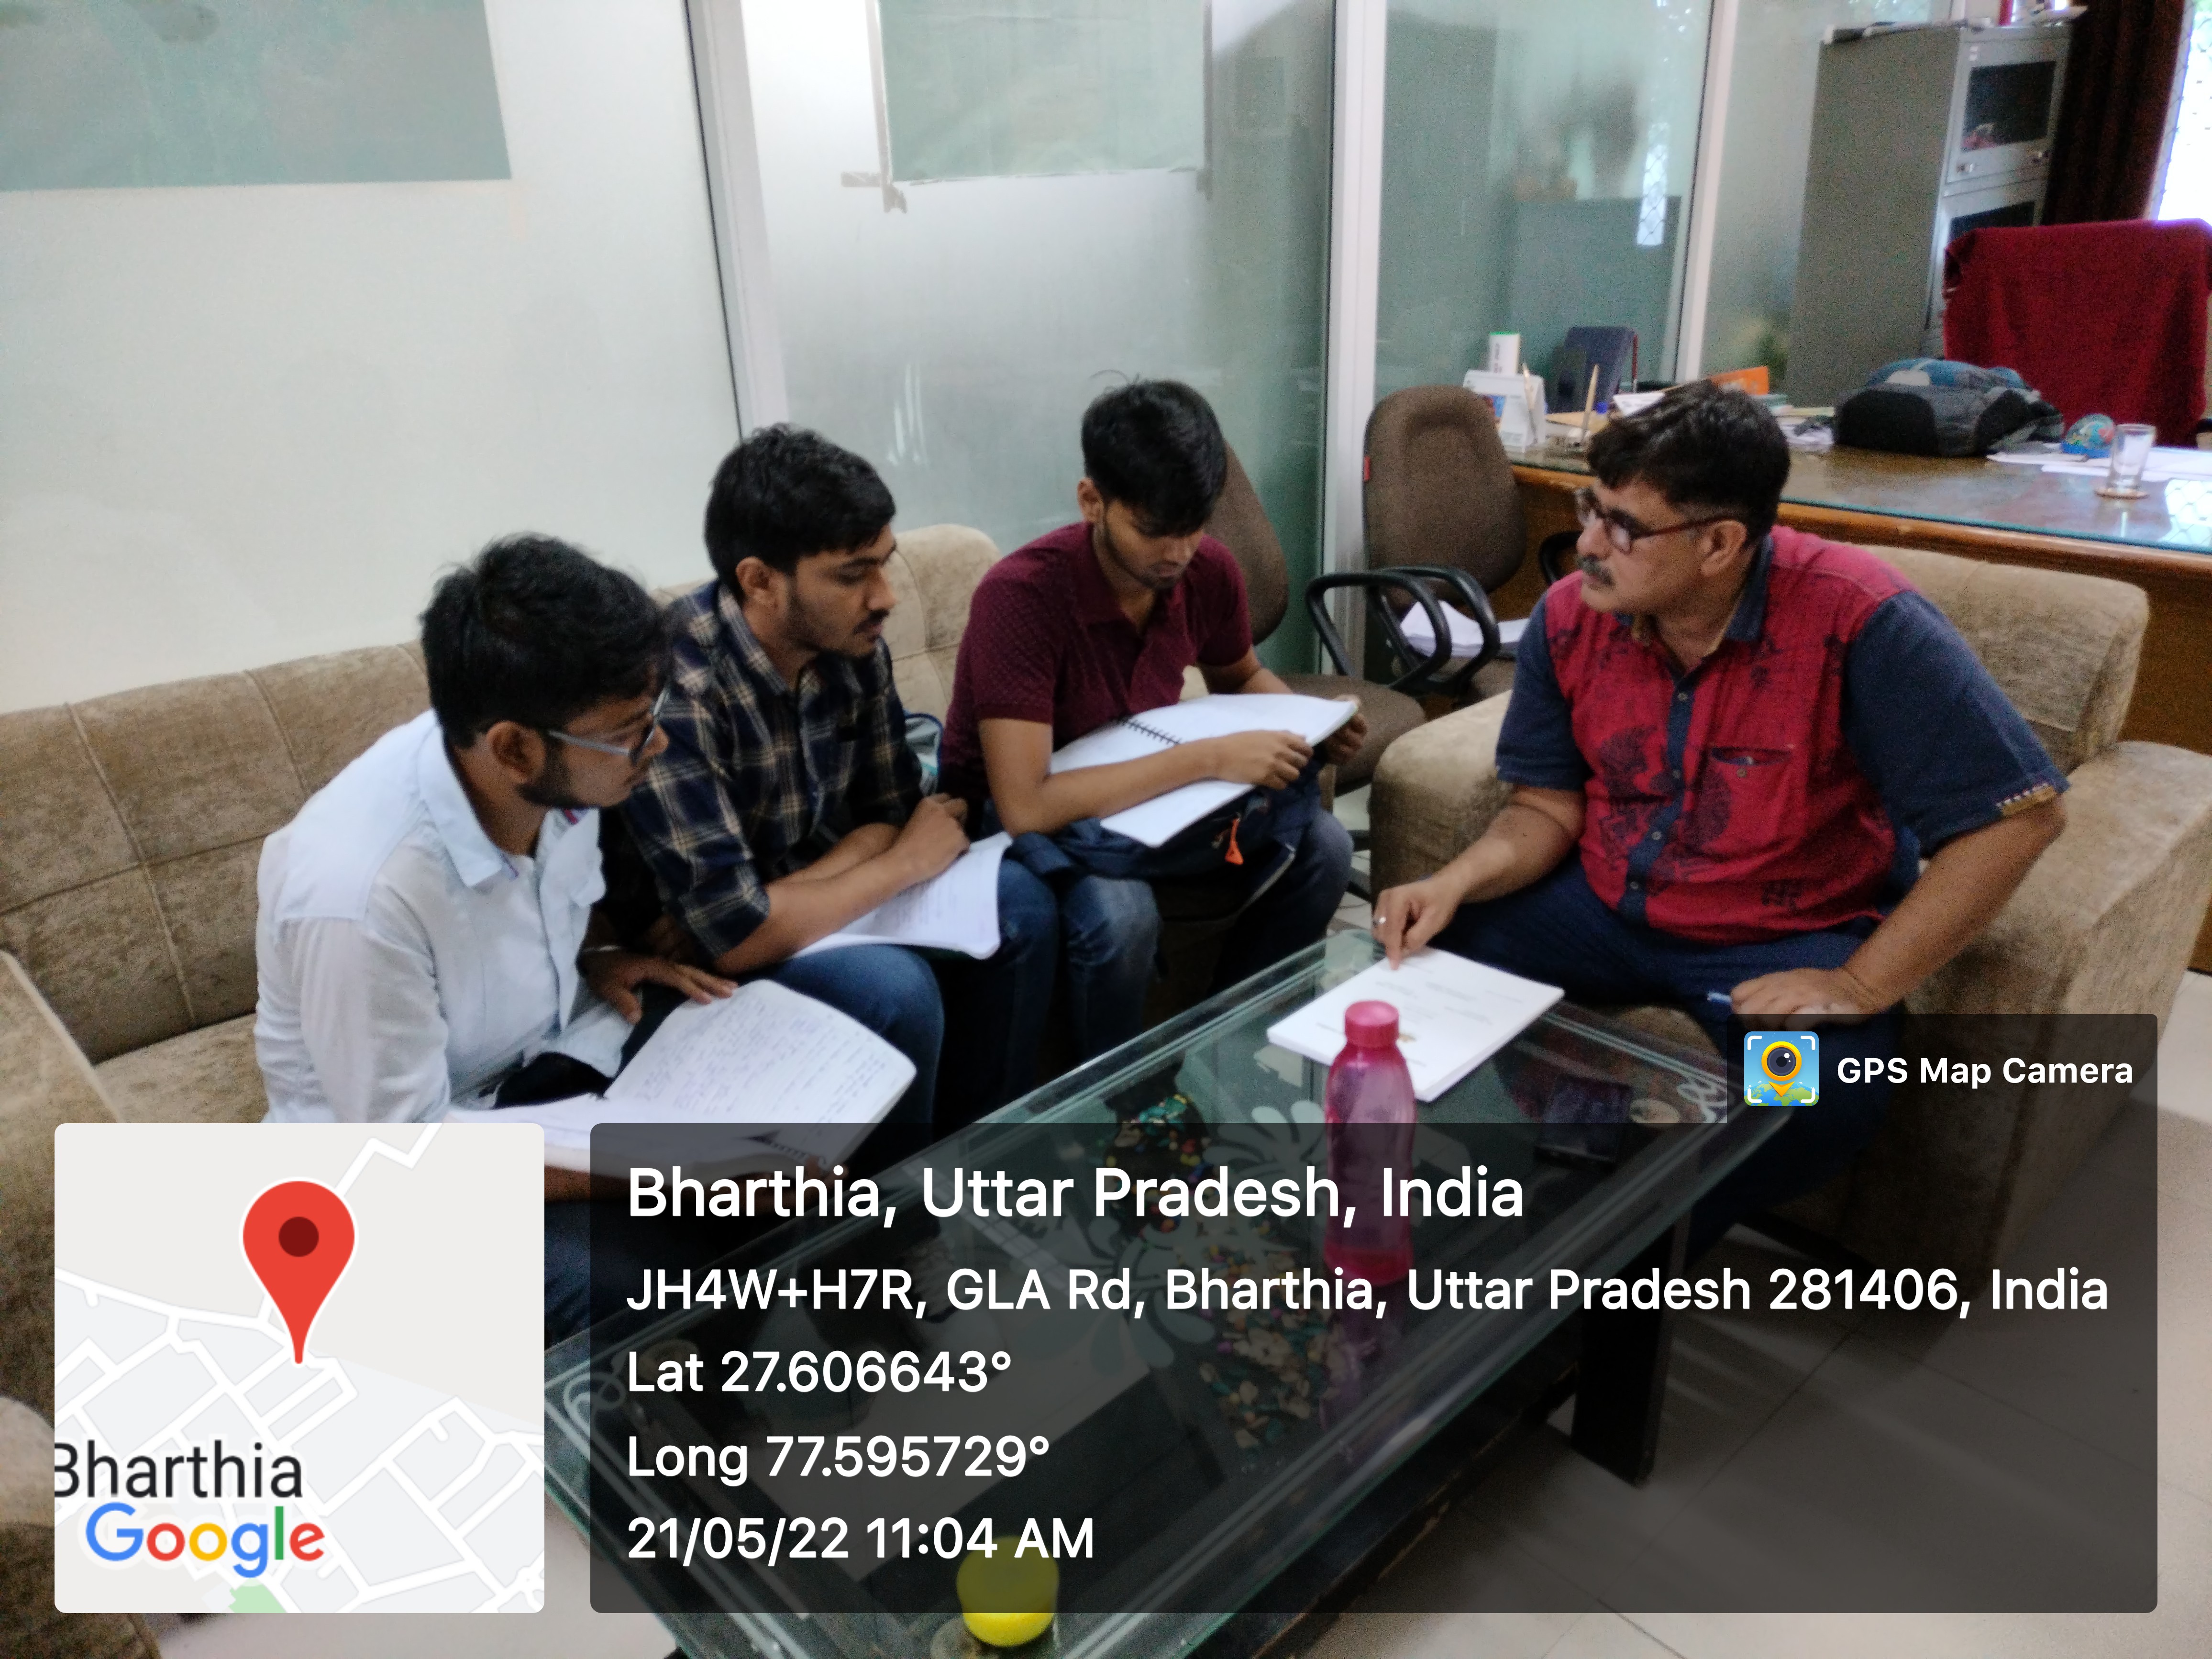 GPS Map Camera
Bharthia, Uttar Pradesh, India
JH4W+H7R, GLA Rd, Bharthia, Uttar Pradesh 281406, India
Lat 27.606643°
Long 77.595729°
21/05/22 11:04 AM
Bharthia
Google